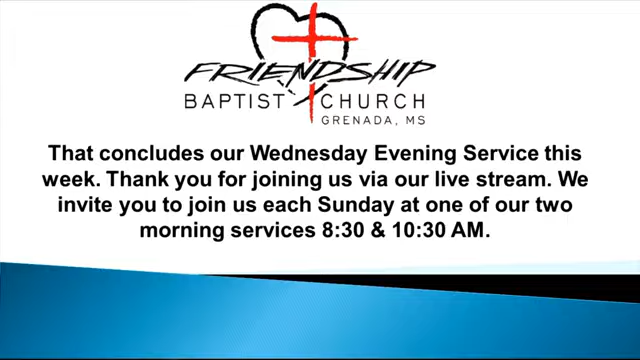 FRIENDSHIP
BAPTIST CHURCH
GRENADA, MS
That concludes our Wednesday Evening Service this
week. Thank you for joining us via our live stream. We
invite you to join us each Sunday at one of our two
morning services 8:30 & 10:30 AM.